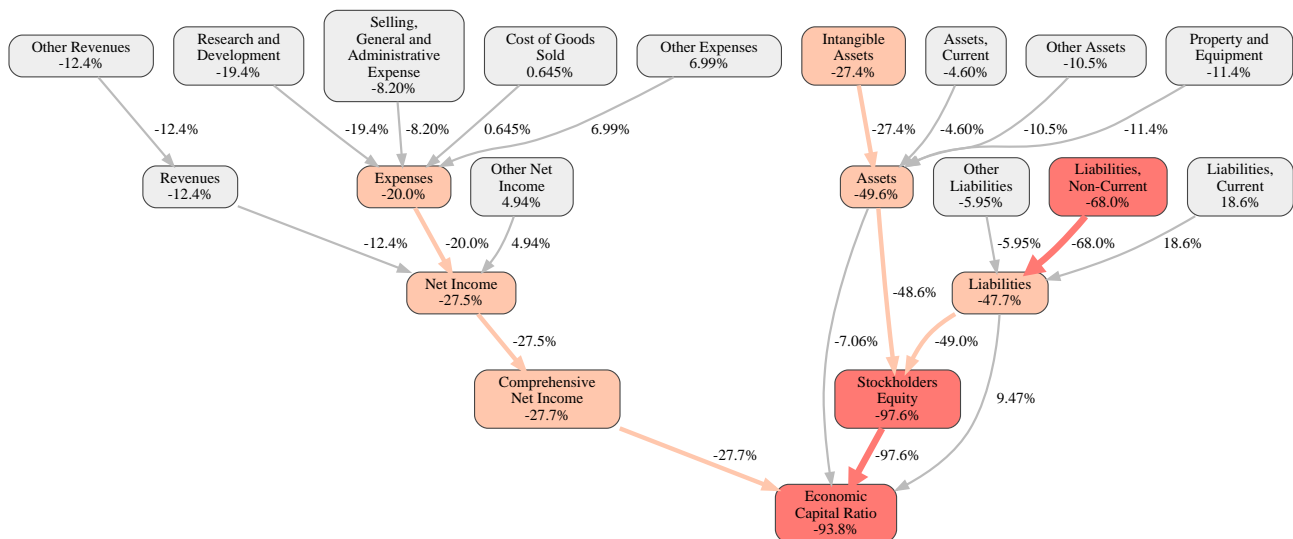 Other Revenues
-12.4%
Research and
Development
-19.4%
Selling,
General and
Administrative
Expense
-8.20%
Cost of Goods
Sold
0.645%
Other Expenses
6.99%
Intangible
Assets
-27.4%
Assets,
Current
-4.60%
Other Assets
-10.5%
Property and
Equipment
-11.4%
-12.4%
-19.4%
-8.20%
0.645%
6.99%
-27.4%
-4.60%
-10.5%
-11.4%
Revenues
-12.4%
Expenses
-20.0%
Other Net
Income
4.94%
Assets
-49.6%
Other
Liabilities
-5.95%
Liabilities,
Non-Current
-68.0%
Liabilities,
Current
18.6%
-12.4%
-20.0%
4.94%
-5.95%
-68.0%
18.6%
Net Income
-27.5%
-48.6%
Liabilities
-47.7%
-27.5%
-7.06%
-49.0%
Comprehensive
Net Income
-27.7%
Stockholders
Equity
-97.6%
9.47%
-27.7%
-97.6%
Economic
Capital Ratio
-93.8%